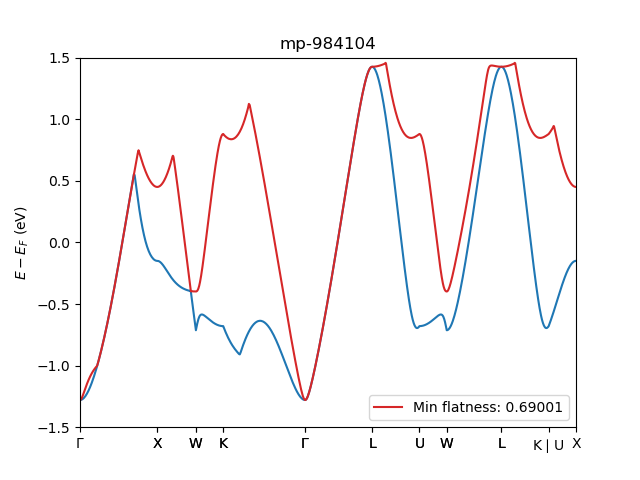 mp-984104
E − E_F (eV)
1.5
1.0
0.5
0.0
−0.5
−1.0
−1.5
Min flatness: 0.69001
Γ X W K Γ L U W L K | U X